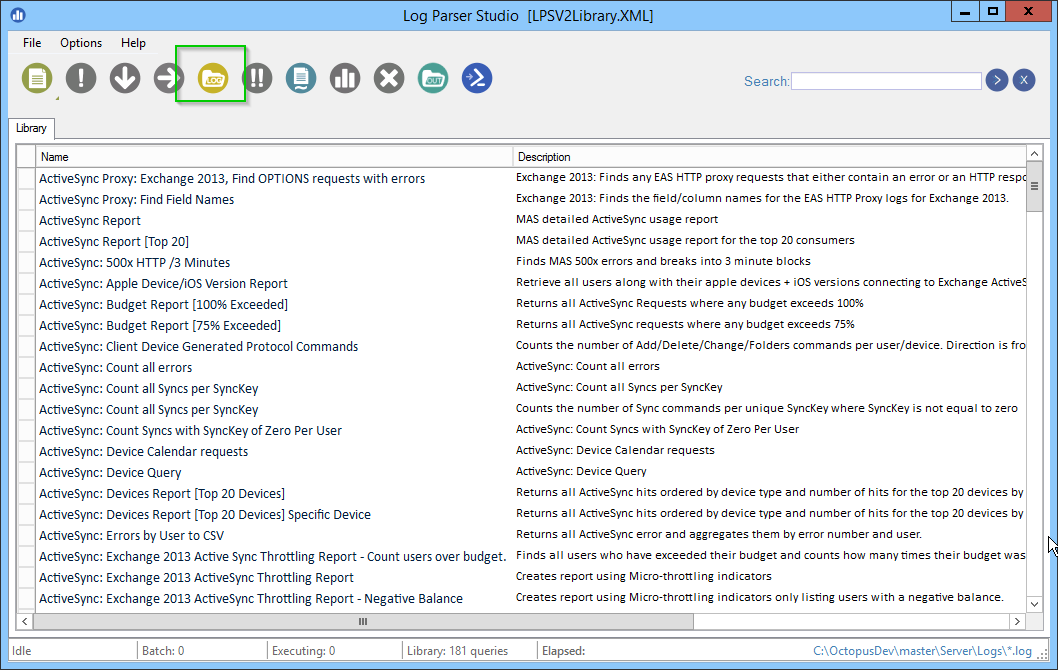 Log Parser Studio [LPSV2Library.XML]
File Options Help
LOG OUT
Search: > X
Library
Name Description
ActiveSync Proxy: Exchange 2013, Find OPTIONS requests with errors Exchange 2013: Finds any EAS HTTP proxy requests that either contain an error or an HTTP respo
ActiveSync Proxy: Find Field Names Exchange 2013: Finds the field/column names for the EAS HTTP Proxy logs for Exchange 2013.
ActiveSync Report MAS detailed ActiveSync usage report
ActiveSync Report [Top 20] MAS detailed ActiveSync usage report for the top 20 consumers
ActiveSync: 500x HTTP /3 Minutes Finds MAS 500x errors and breaks into 3 minute blocks
ActiveSync: Apple Device/iOS Version Report Retrieve all users along with their apple devices + iOS versions connecting to Exchange ActiveS
ActiveSync: Budget Report [100% Exceeded] Returns all ActiveSync Requests where any budget exceeds 100%
ActiveSync: Budget Report [75% Exceeded] Returns all ActiveSync requests where any budget exceeds 75%
ActiveSync: Client Device Generated Protocol Commands Counts the number of Add/Delete/Change/Folders commands per user/device. Direction is fro
ActiveSync: Count all errors ActiveSync: Count all errors
ActiveSync: Count all Syncs per SyncKey ActiveSync: Count all Syncs per SyncKey
ActiveSync: Count all Syncs per SyncKey Counts the number of Sync commands per unique SyncKey where SyncKey is not equal to zero
ActiveSync: Count Syncs with SyncKey of Zero Per User ActiveSync: Count Syncs with SyncKey of Zero Per User
ActiveSync: Device Calendar requests ActiveSync: Device Calendar requests
ActiveSync: Device Query ActiveSync: Device Query
ActiveSync: Devices Report [Top 20 Devices] Returns all ActiveSync hits ordered by device type and number of hits for the top 20 devices by
ActiveSync: Devices Report [Top 20 Devices] Specific Device Returns all ActiveSync hits ordered by device type and number of hits for the top 20 devices by
ActiveSync: Errors by User to CSV Returns all ActiveSync error and aggregates them by error number and user.
ActiveSync: Exchange 2013 Active Sync Throttling Report - Count users over budget. Finds all users who have exceeded their budget and counts how many times their budget was
ActiveSync: Exchange 2013 ActiveSync Throttling Report Creates report using Micro-throttling indicators
ActiveSync: Exchange 2013 ActiveSync Throttling Report - Negative Balance Creates report using Micro-throttling indicators only listing users with a negative balance.
Idle Batch: 0 Executing: 0 Library: 181 queries Elapsed: C:\OctopusDev\master\Server\Logs\*.log